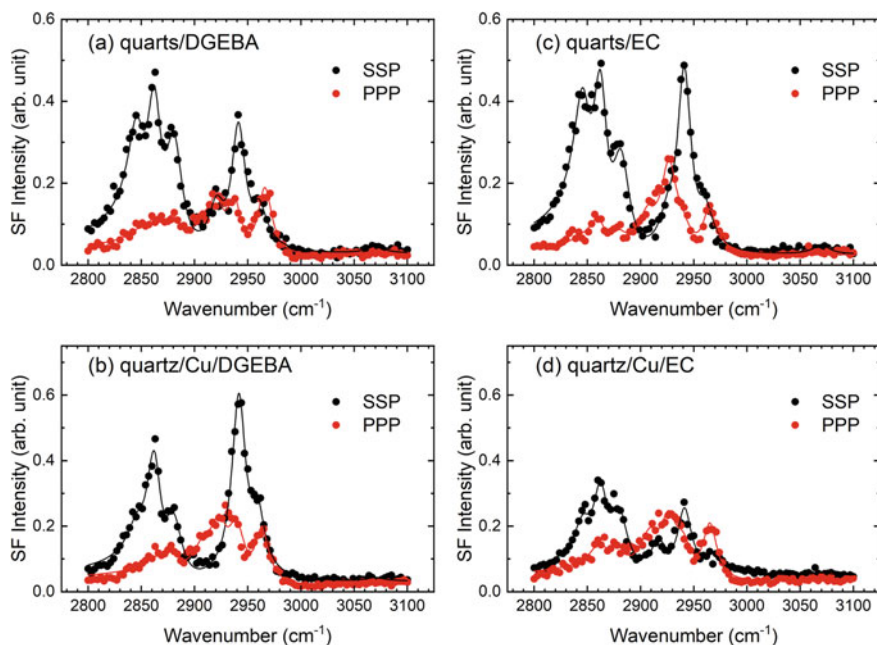 (a) quarts/DGEBA
SSP
PPP
SF Intensity (arb. unit)
0.6
0.4
0.2
0.0
2800 2850 2900 2950 3000 3050 3100
Wavenumber (cm-1)
(c) quarts/EC
SSP
PPP
SF Intensity (arb. unit)
0.6
0.4
0.2
0.0
2800 2850 2900 2950 3000 3050 3100
Wavenumber (cm-1)
(b) quartz/Cu/DGEBA
SSP
PPP
SF Intensity (arb. unit)
0.6
0.4
0.2
0.0
2800 2850 2900 2950 3000 3050 3100
Wavenumber (cm-1)
(d) quartz/Cu/EC
SSP
PPP
SF Intensity (arb. unit)
0.6
0.4
0.2
0.0
2800 2850 2900 2950 3000 3050 3100
Wavenumber (cm-1)